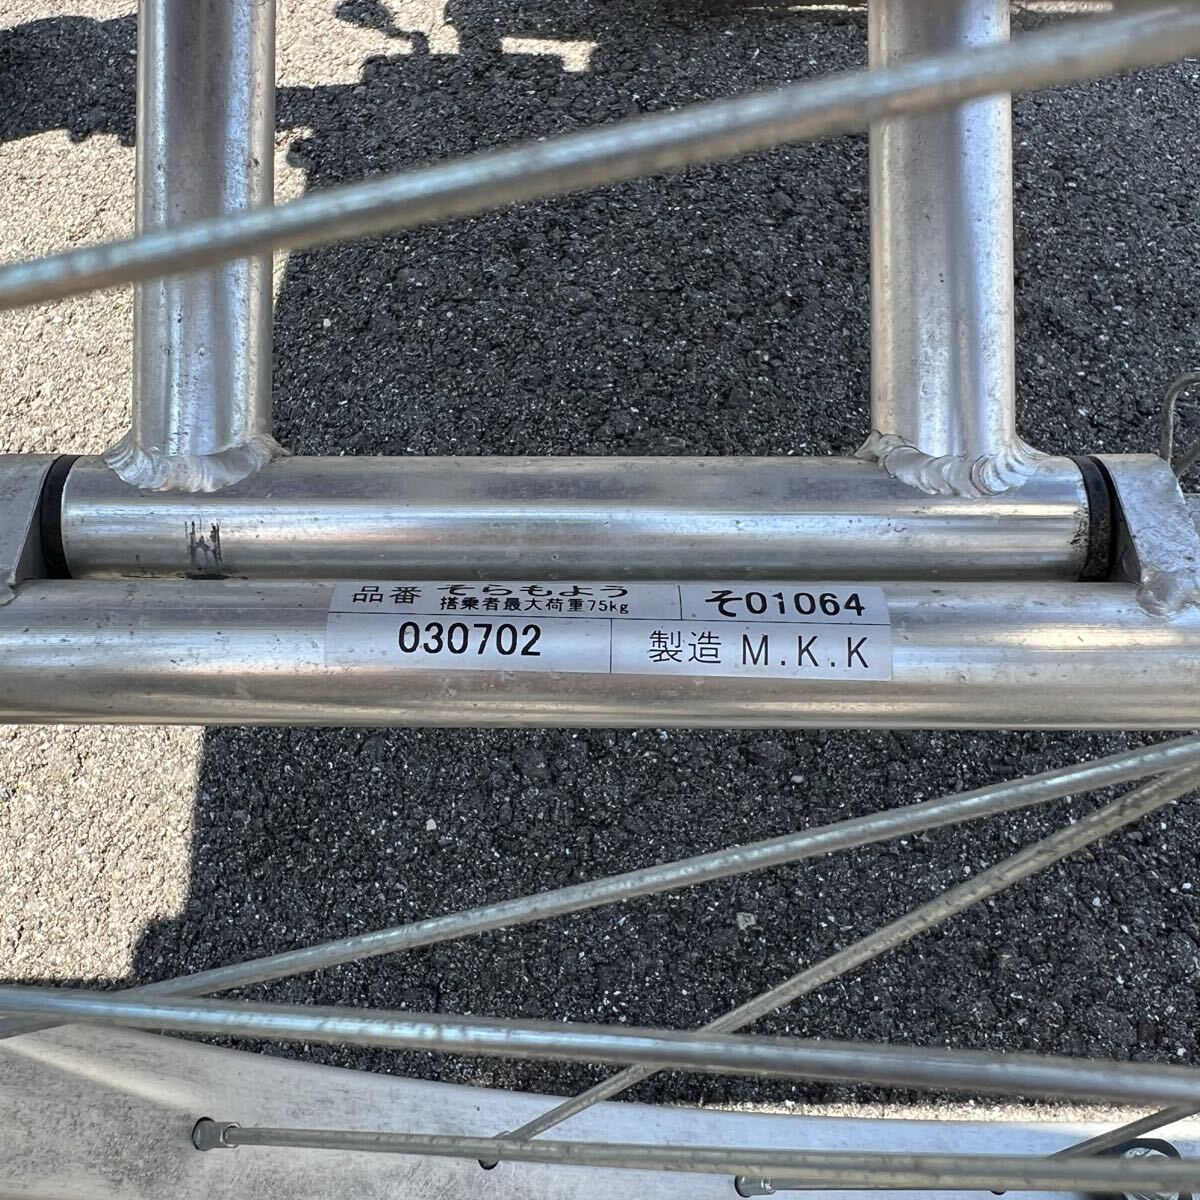 品番 そらもよう そ01064
搭乗者最大荷重75kg
030702 製造 M.K.K